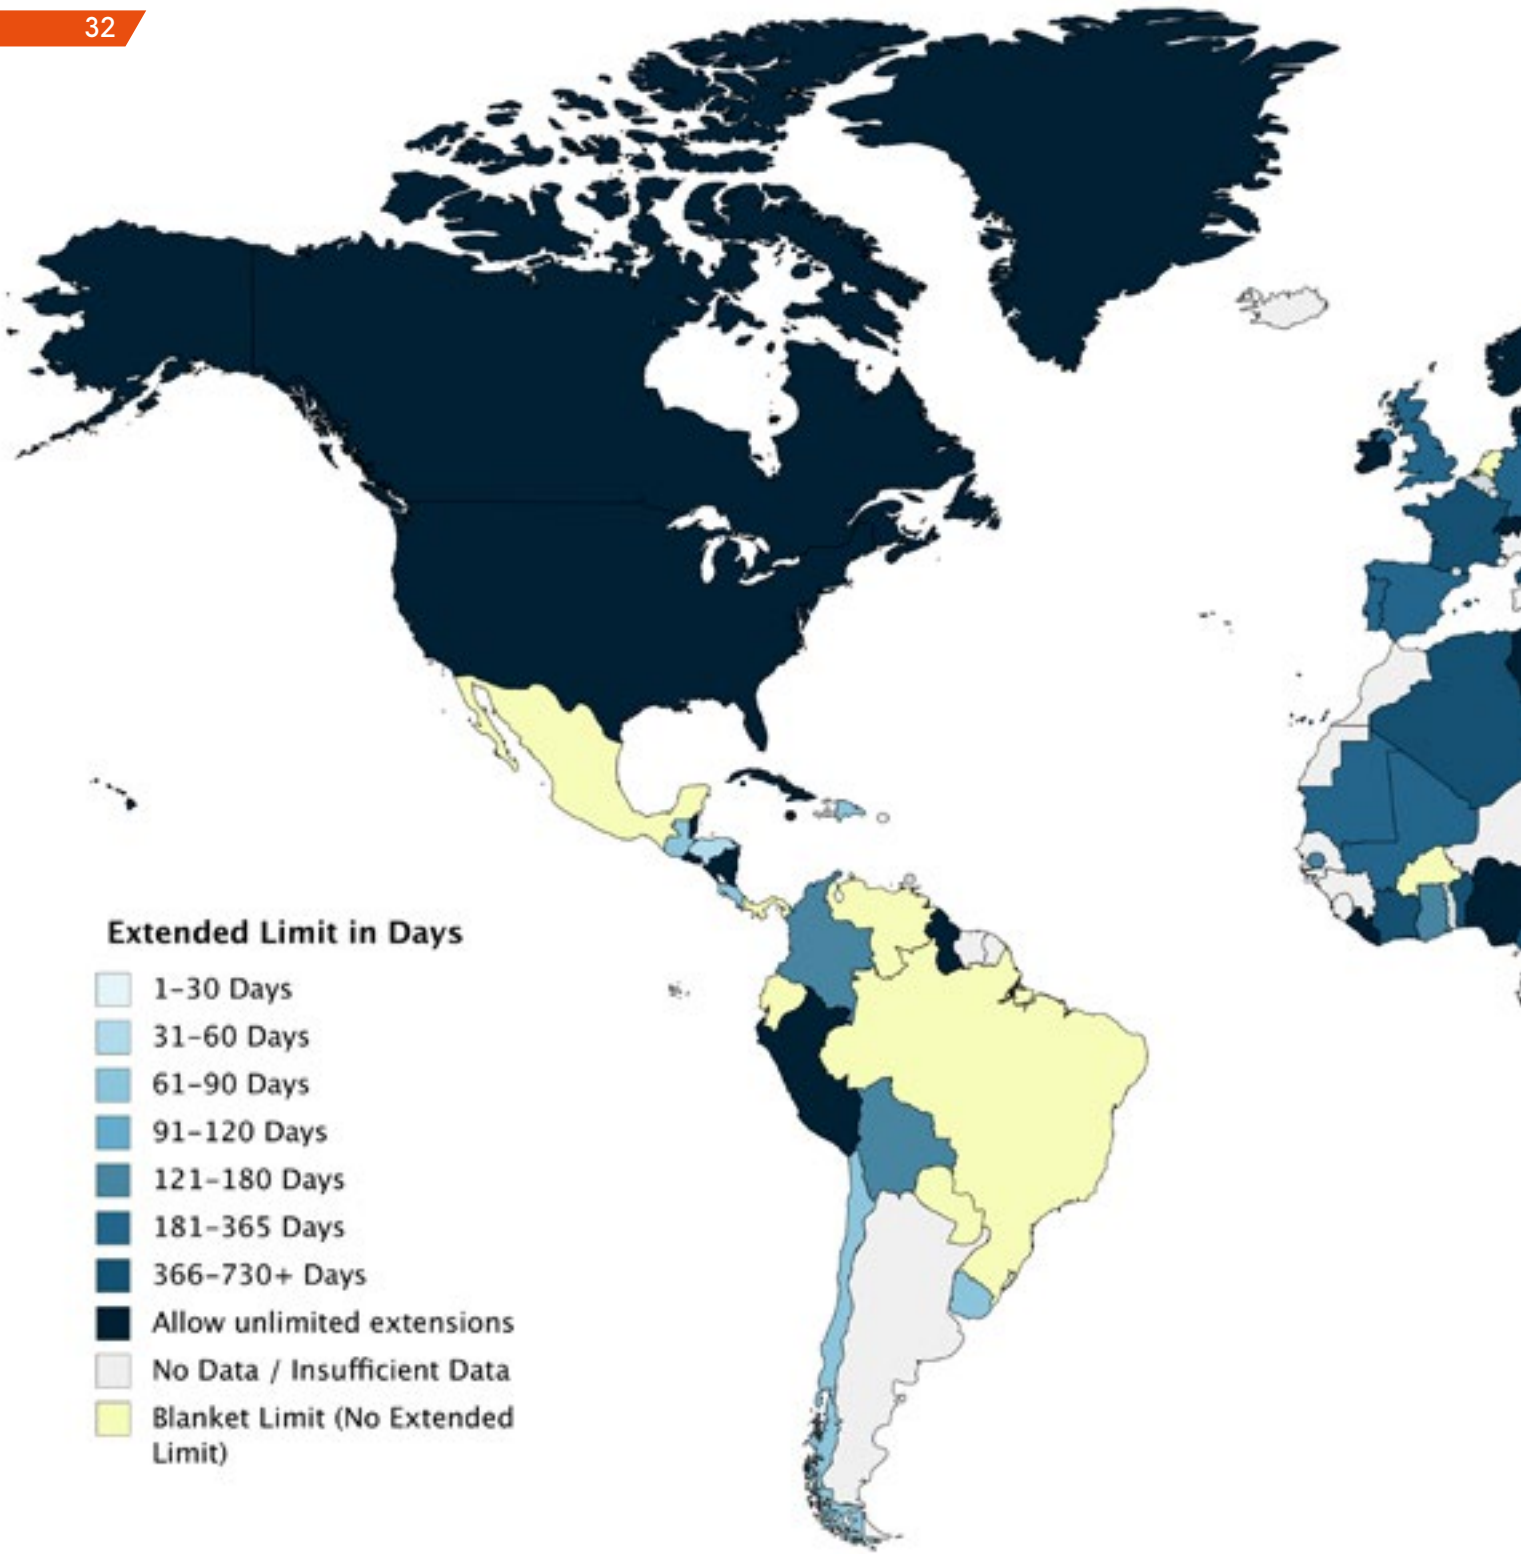 32
Extended Limit in Days
1–30 Days
31–60 Days
61–90 Days
91–120 Days
121–180 Days
181–365 Days
366–730+ Days
Allow unlimited extensions
No Data / Insufficient Data
Blanket Limit (No Extended
Limit)